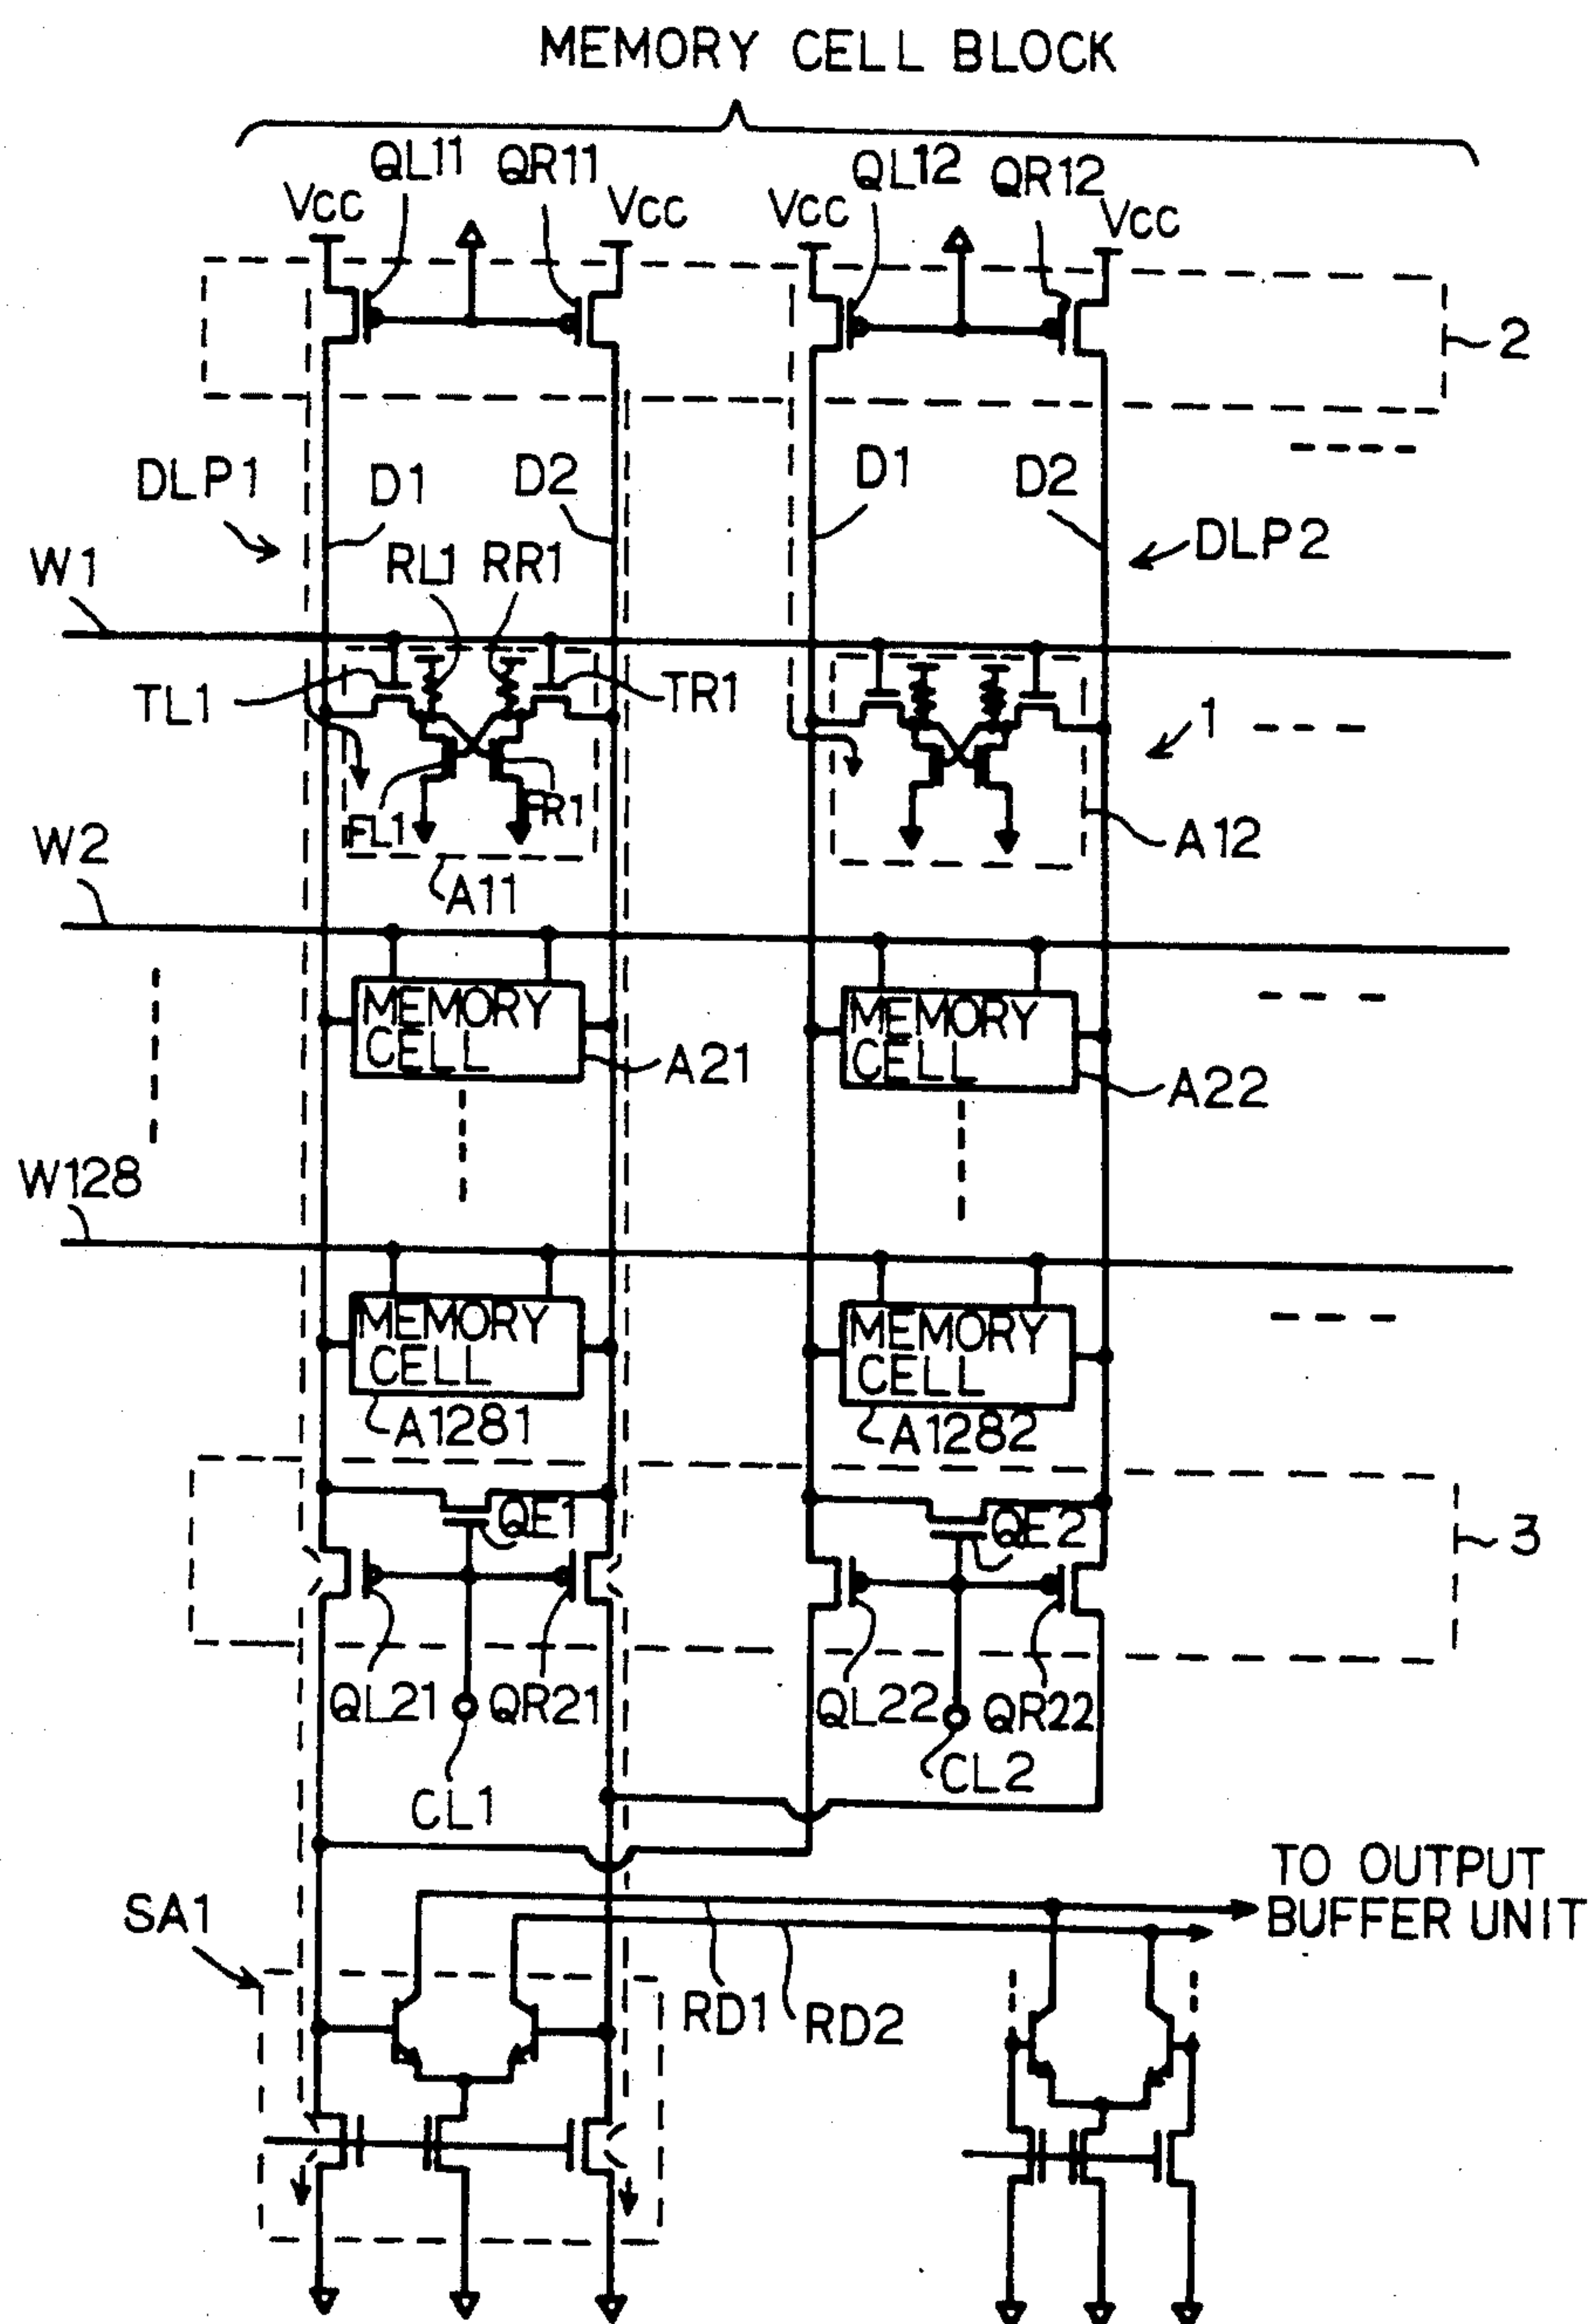 MEMORY CELL BLOCK
QL11 QR11 QL12 QR12
Vcc Vcc Vcc Vcc
2
DLP1 D1 D2 D1 D2
DLP2
W1 RL1 RR1
TL1 TR1 1
FL1 FR1
W2 A12
A11
MEMORY CELL
A21
MEMORY CELL
A22
W128
MEMORY CELL
A1281
MEMORY CELL
A1282
QE1 QE2 3
QL21 QR21 QL22 QR22
CL1 CL2
TO OUTPUT
BUFFER UNIT
SA1
RD1 RD2